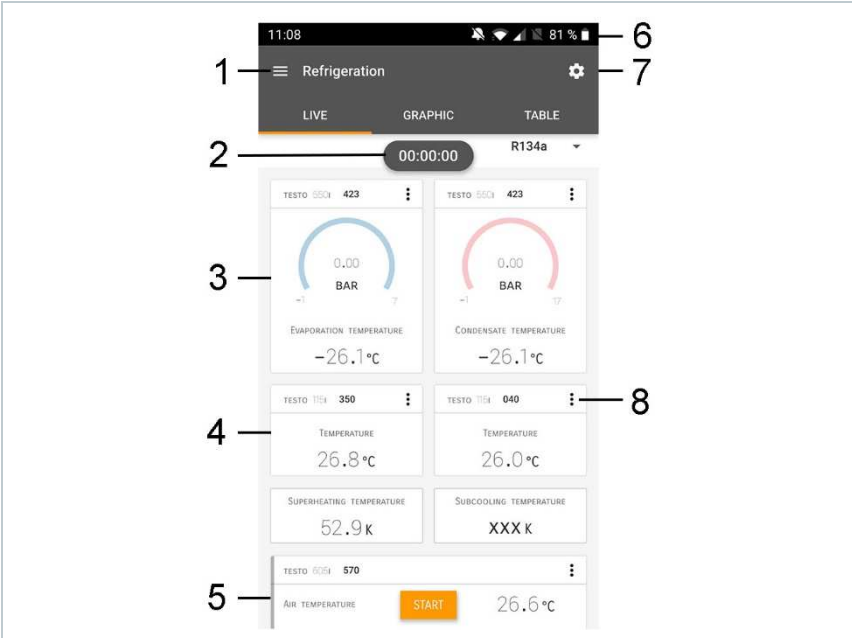 11:08 81 % 6
1 Refrigeration 7
LIVE GRAPHIC TABLE
2 00:00:00 R134a
TESTO 550i 423 TESTO 550i 423
3 0.00 0.00
BAR BAR
-1 7 -1 17
EVAPORATION TEMPERATURE CONDENSATE TEMPERATURE
-26.1 °C -26.1 °C
TESTO 115i 350 TESTO 115i 040 8
4 TEMPERATURE TEMPERATURE
26.8 °C 26.0 °C
SUPERHEATING TEMPERATURE SUBCOOLING TEMPERATURE
52.9 K XXX K
TESTO 605i 570
5 AIR TEMPERATURE START 26.6 °C